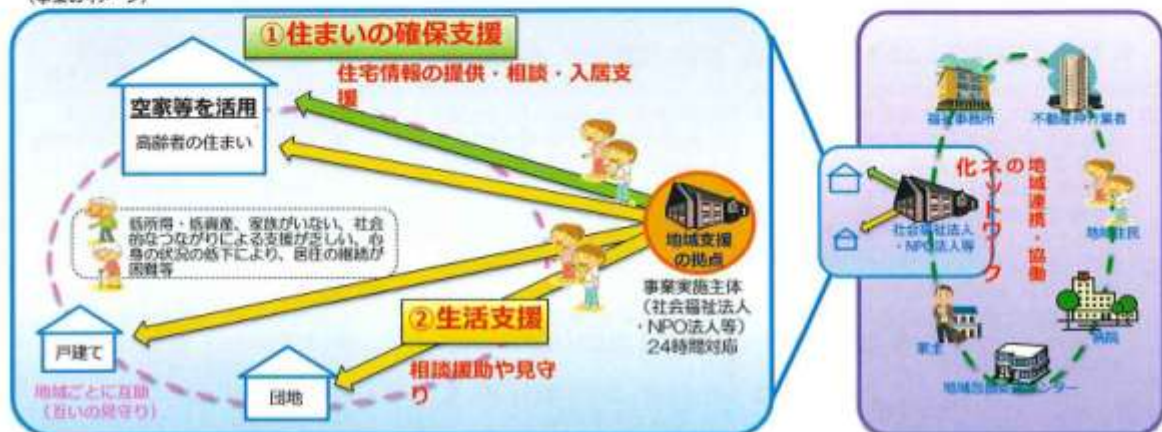 ①住まいの確保支援
住宅情報の提供・相談・入居支
援
空家等を活用
高齢者の住まい
低所得・低資産、家族がいない、社会
的なつながりによる支援が乏しい、心
身の状況の低下により、居住の継続が
困難等
地域支援
の拠点
事業実施主体
（社会福祉法人
・NPO法人等）
24時間対応
②生活支援
相談援助や見守
り
戸建て
団地
地域ごとに互助
（互いの見守り）
福祉事務所
不動産仲介業者
地域連携・協働
の
ネットワーク
化
社会福祉法人
・NPO法人等
地域住民
家主
病院
地域包括支援センター